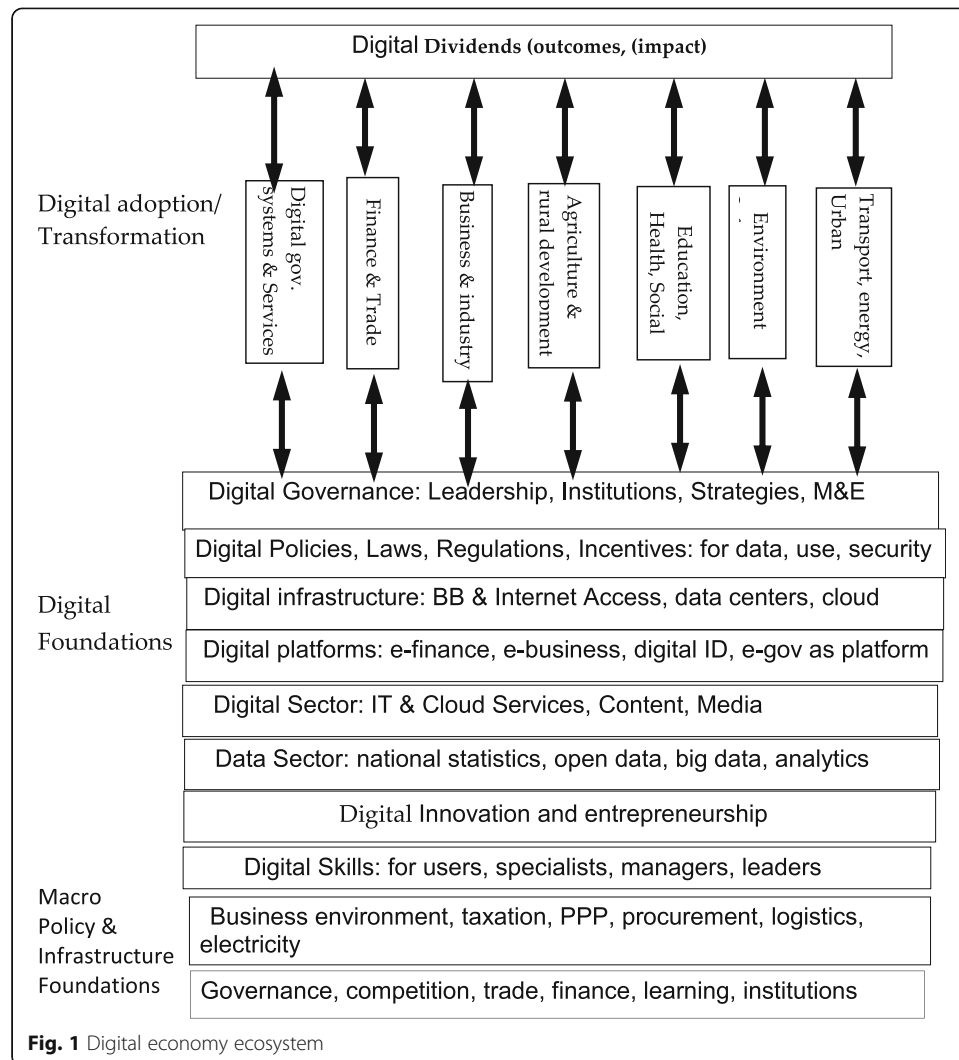 Digital Dividends (outcomes, (impact)
Digital adoption/
Transformation
Digital gov.
systems & Services
Finance & Trade
Business & industry
Agriculture &
rural development
Education,
Health, Social
Environment
Transport, energy,
Urban
Digital
Foundations
Digital Governance: Leadership, Institutions, Strategies, M&E
Digital Policies, Laws, Regulations, Incentives: for data, use, security
Digital infrastructure: BB & Internet Access, data centers, cloud
Digital platforms: e-finance, e-business, digital ID, e-gov as platform
Digital Sector: IT & Cloud Services, Content, Media
Data Sector: national statistics, open data, big data, analytics
Digital Innovation and entrepreneurship
Digital Skills: for users, specialists, managers, leaders
Macro
Policy &
Infrastructure
Foundations
Business environment, taxation, PPP, procurement, logistics,
electricity
Governance, competition, trade, finance, learning, institutions
Fig. 1 Digital economy ecosystem